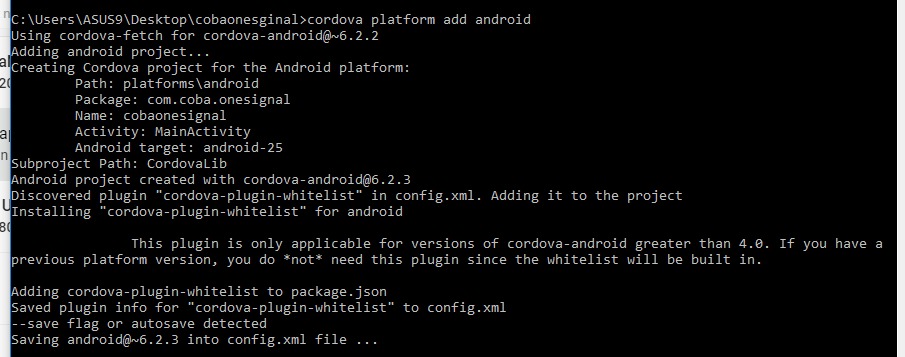 C:\Users\ASUS9\Desktop\cobaonesginal>cordova platform add android
Using cordova-fetch for cordova-android@~6.2.2
Adding android project...
Creating Cordova project for the Android platform:
Path: platforms\android
Package: com.coba.onesignal
Name: cobaonesignal
Activity: MainActivity
Android target: android-25
Subproject Path: CordovaLib
Android project created with cordova-android@6.2.3
Discovered plugin "cordova-plugin-whitelist" in config.xml. Adding it to the project
Installing "cordova-plugin-whitelist" for android
This plugin is only applicable for versions of cordova-android greater than 4.0. If you have a
previous platform version, you do *not* need this plugin since the whitelist will be built in.
Adding cordova-plugin-whitelist to package.json
Saved plugin info for "cordova-plugin-whitelist" to config.xml
--save flag or autosave detected
Saving android@~6.2.3 into config.xml file ...